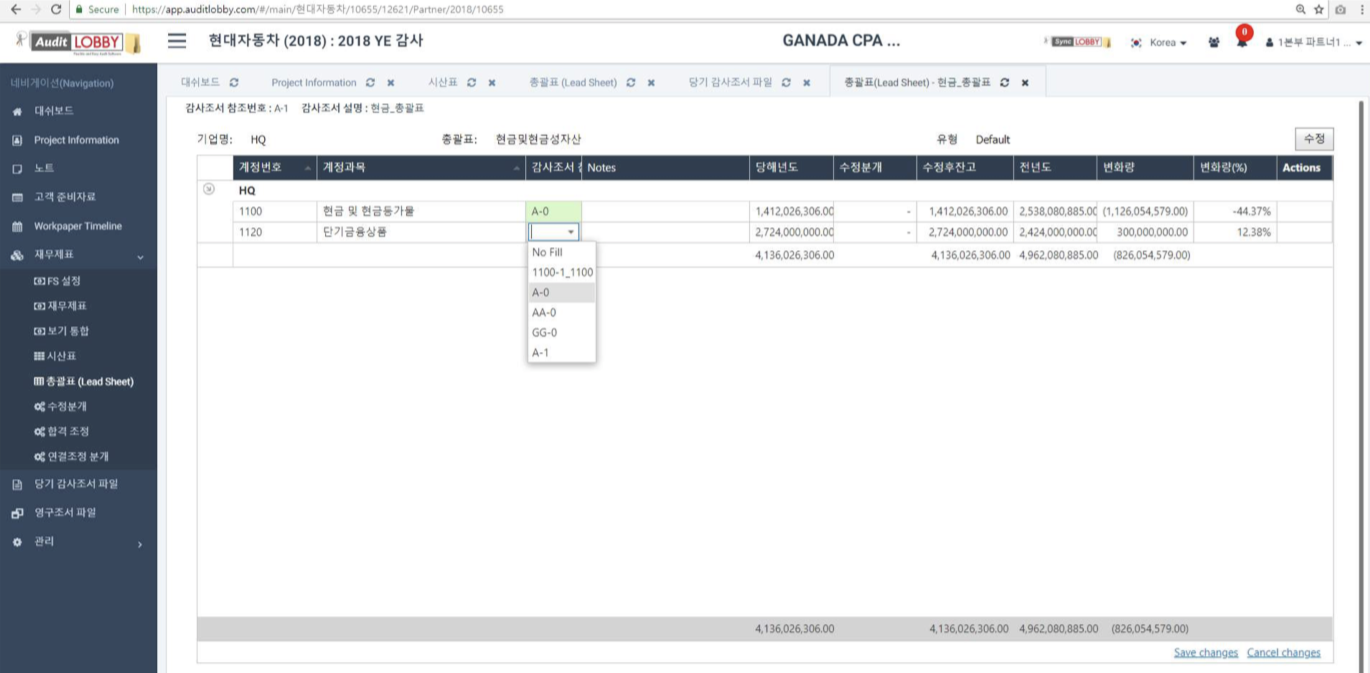 Secure | https://app.auditlobby.com/#/main/현대자동차/10655/12621/Partner/2018/10655
Audit LOBBY
현대자동차 (2018) : 2018 YE 감사
GANADA CPA ...
Sync LOBBY
Korea
0
1본부 파트너1 ...
네비게이션(Navigation)
대쉬보드
Project Information
시산표
총괄표 (Lead Sheet)
당기 감사조서 파일
총괄표(Lead Sheet) - 현금_총괄표
대쉬보드
Project Information
노트
고객 준비자료
Workpaper Timeline
재무제표
FS 설정
재무제표
보기 통합
시산표
총괄표 (Lead Sheet)
수정분개
합격 조정
연결조정 분개
당기 감사조서 파일
영구조서 파일
관리
감사조서 참조번호 : A-1 감사조서 설명 : 현금_총괄표
기업명: HQ 총괄표: 현금및현금성자산 유형 Default 수정
계정번호 계정과목 감사조서 Notes 당해년도 수정분개 수정후잔고 전년도 변화량 변화량(%) Actions
HQ
1100 현금 및 현금등가물 A-0 1,412,026,306.00 - 1,412,026,306.00 2,538,080,885.00 (1,126,054,579.00) -44.37%
1120 단기금융상품 2,724,000,000.00 - 2,724,000,000.00 2,424,000,000.00 300,000,000.00 12.38%
4,136,026,306.00 4,136,026,306.00 4,962,080,885.00 (826,054,579.00)
No Fill
1100-1_1100
A-0
AA-0
GG-0
A-1
4,136,026,306.00 4,136,026,306.00 4,962,080,885.00 (826,054,579.00)
Save changes Cancel changes